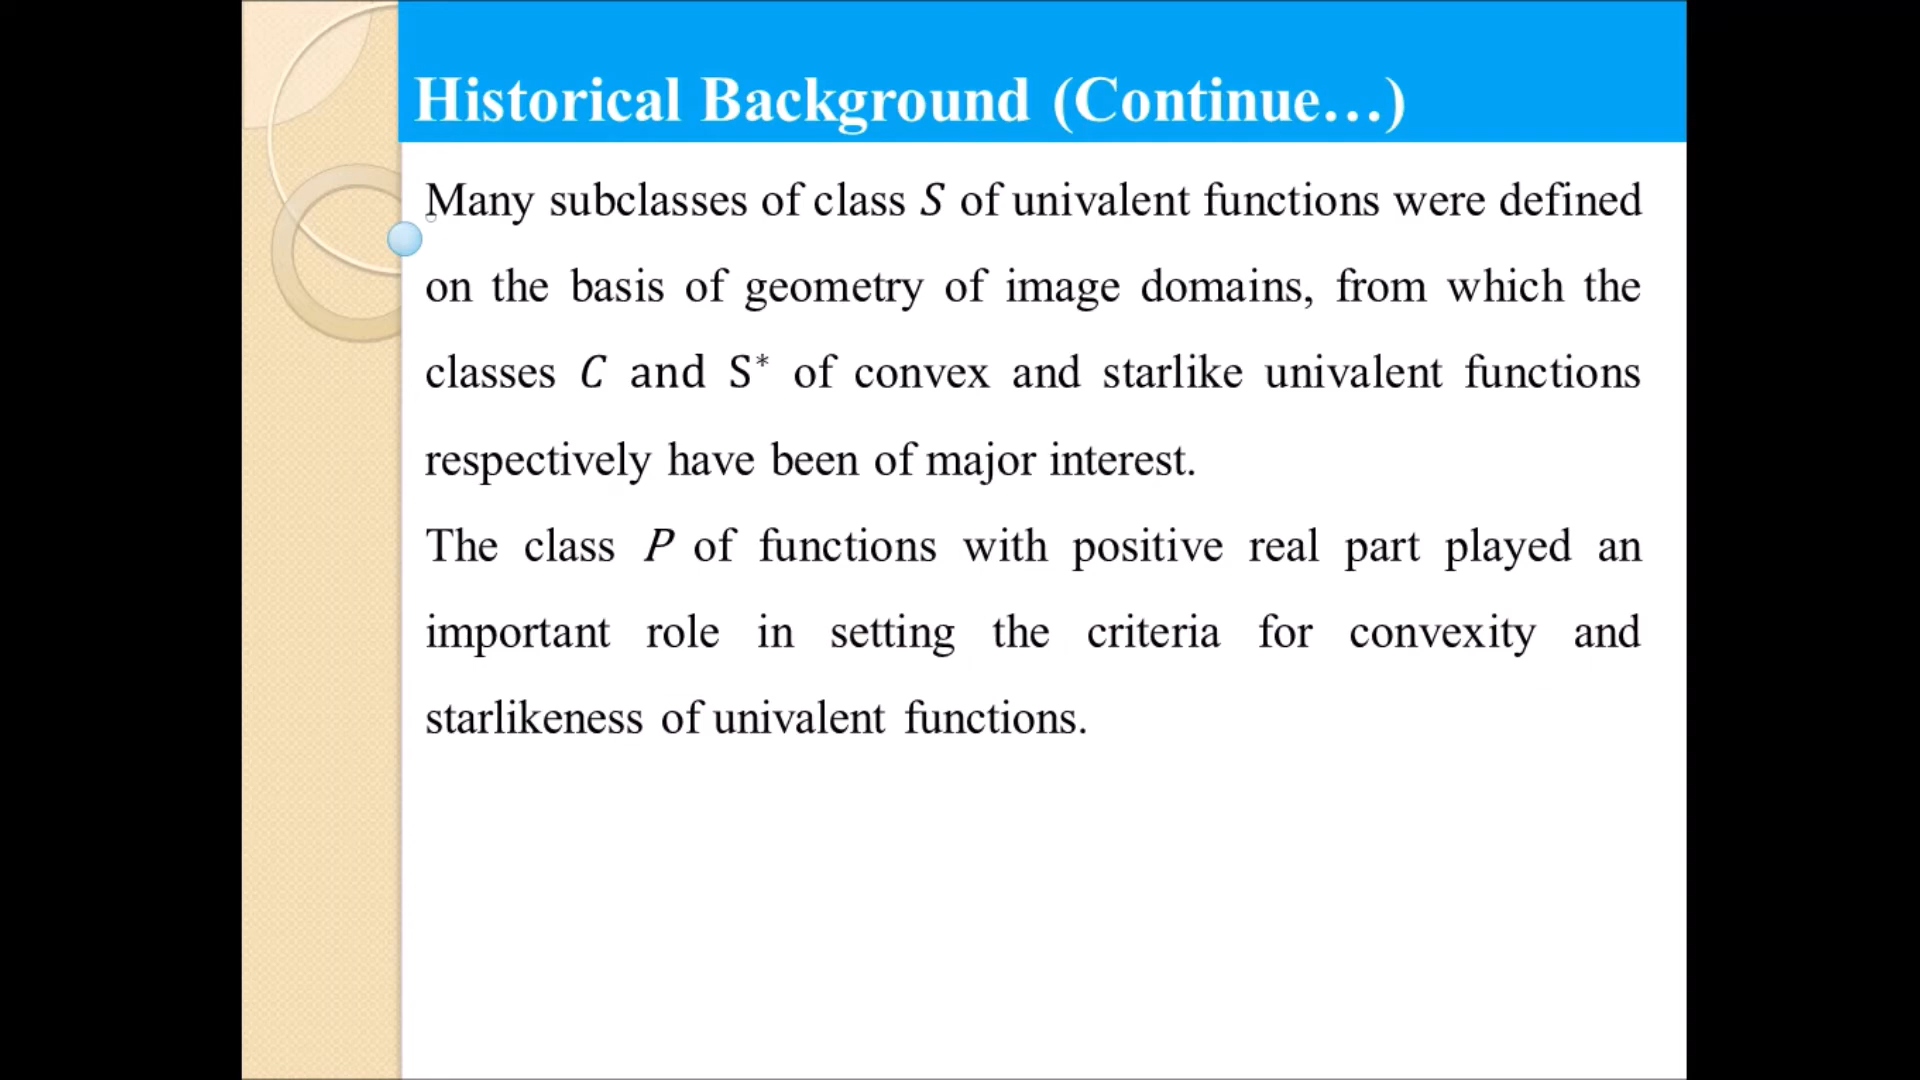 Historical Background (Continue…)
Many subclasses of class S of univalent functions were defined
on the basis of geometry of image domains, from which the
classes C and S* of convex and starlike univalent functions
respectively have been of major interest.
The class P of functions with positive real part played an
important role in setting the criteria for convexity and
starlikeness of univalent functions.